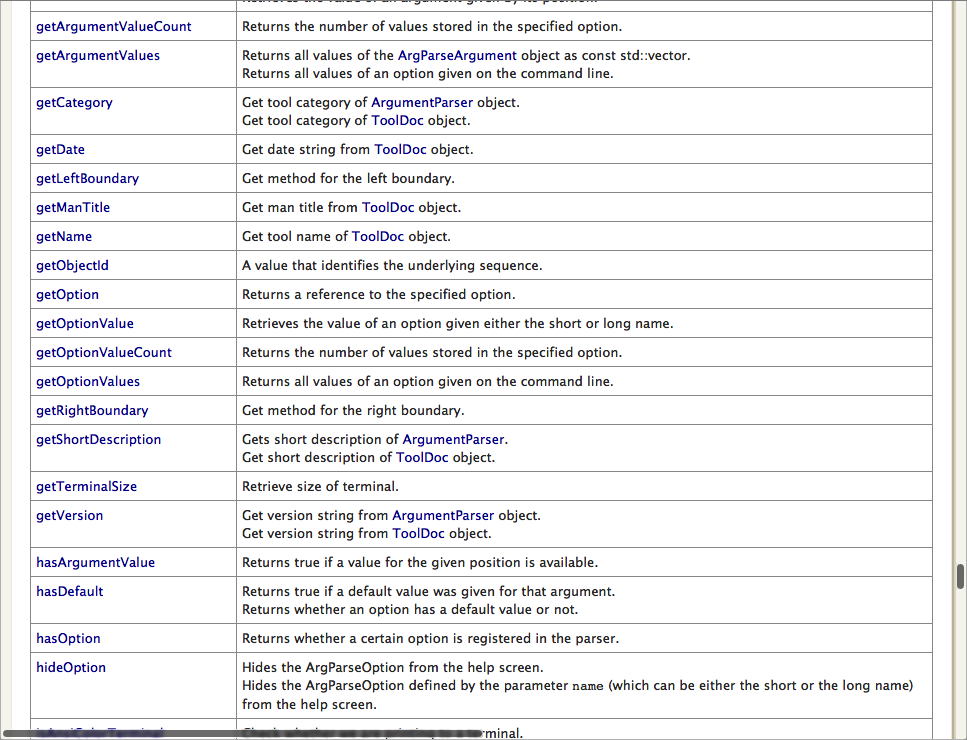 getArgumentValueCount Returns the number of values stored in the specified option.
getArgumentValues Returns all values of the ArgParseArgument object as const std::vector.
Returns all values of an option given on the command line.
getCategory Get tool category of ArgumentParser object.
Get tool category of ToolDoc object.
getDate Get date string from ToolDoc object.
getLeftBoundary Get method for the left boundary.
getManTitle Get man title from ToolDoc object.
getName Get tool name of ToolDoc object.
getObjectId A value that identifies the underlying sequence.
getOption Returns a reference to the specified option.
getOptionValue Retrieves the value of an option given either the short or long name.
getOptionValueCount Returns the number of values stored in the specified option.
getOptionValues Returns all values of an option given on the command line.
getRightBoundary Get method for the right boundary.
getShortDescription Gets short description of ArgumentParser.
Get short description of ToolDoc object.
getTerminalSize Retrieve size of terminal.
getVersion Get version string from ArgumentParser object.
Get version string from ToolDoc object.
hasArgumentValue Returns true if a value for the given position is available.
hasDefault Returns true if a default value was given for that argument.
Returns whether an option has a default value or not.
hasOption Returns whether a certain option is registered in the parser.
hideOption Hides the ArgParseOption from the help screen.
Hides the ArgParseOption defined by the parameter name (which can be either the short or the long name)
from the help screen.
isAnsiColorTerminal Check whether we are printing to a terminal.